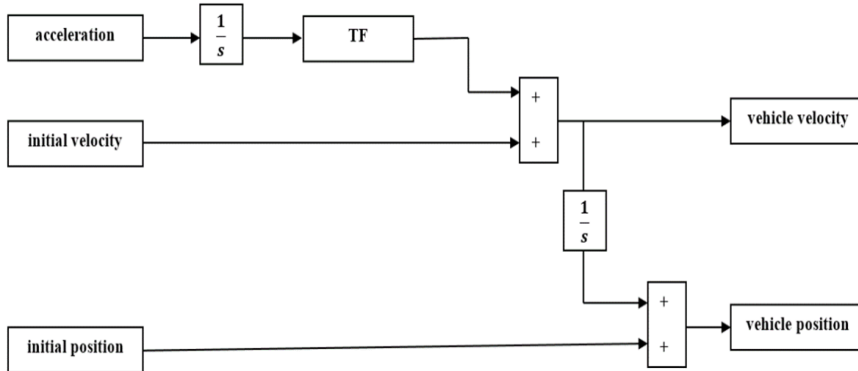 acceleration
1
s
TF
+
initial velocity
+
vehicle velocity
1
s
+
vehicle position
initial position
+